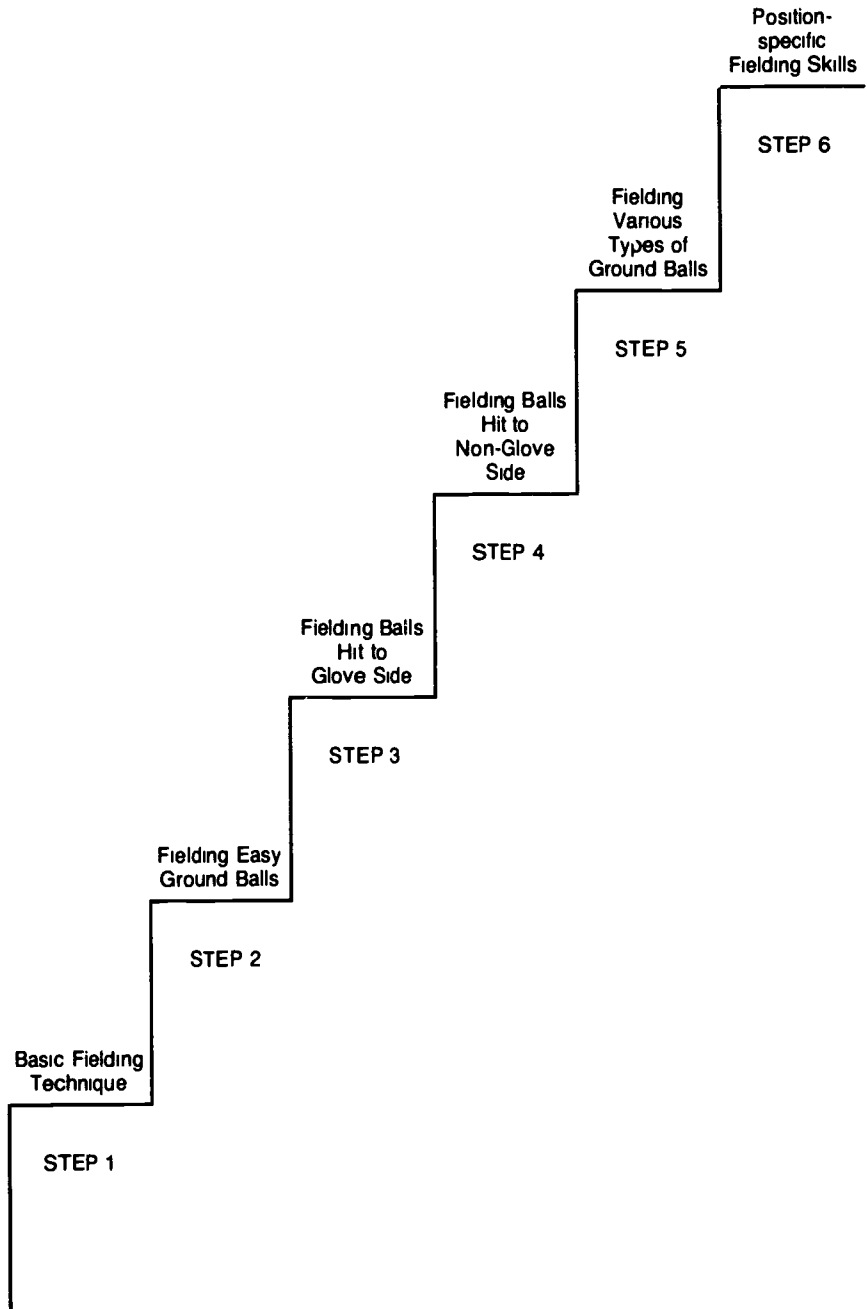 Position-
specific
Fielding Skills
STEP 6
Fielding
Various
Types of
Ground Balls
STEP 5
Fielding Balls
Hit to
Non-Glove
Side
STEP 4
Fielding Balls
Hit to
Glove Side
STEP 3
Fielding Easy
Ground Balls
STEP 2
Basic Fielding
Technique
STEP 1